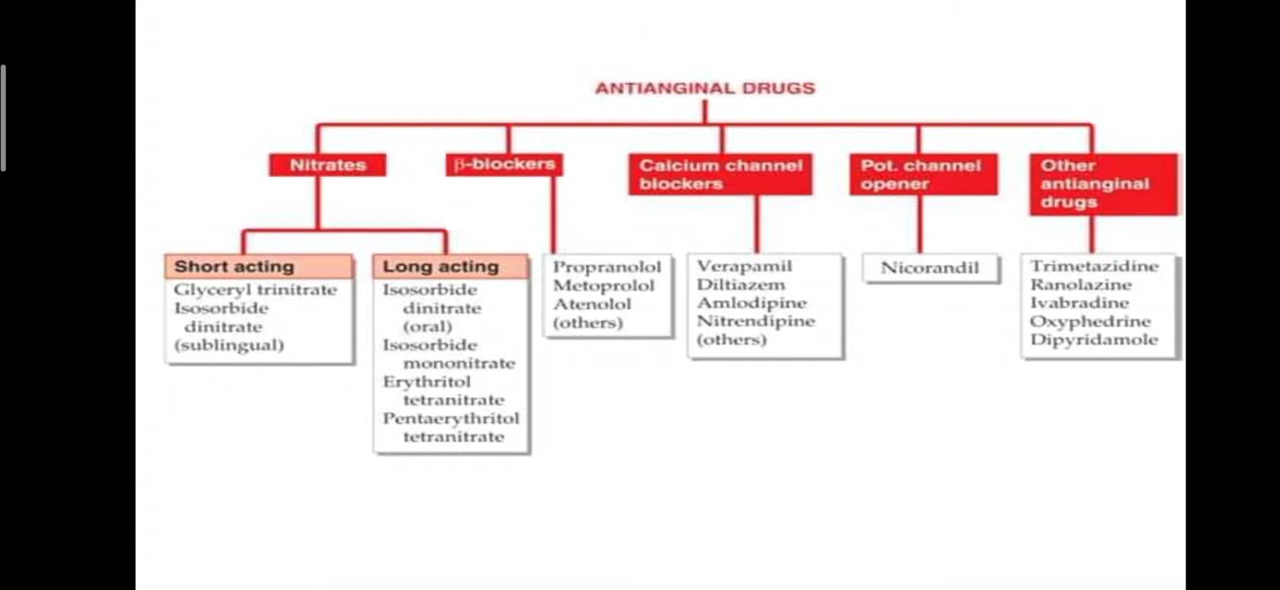 ANTIANGINAL DRUGS
Nitrates
β-blockers
Calcium channel
blockers
Pot. channel
opener
Other
antianginal
drugs
Short acting
Glyceryl trinitrate
Isosorbide
dinitrate
(sublingual)
Long acting
Isosorbide
dinitrate
(oral)
Isosorbide
mononitrate
Erythritol
tetranitrate
Pentaerythritol
tetranitrate
Propranolol
Metoprolol
Atenolol
(others)
Verapamil
Diltiazem
Amlodipine
Nitrendipine
(others)
Nicorandil
Trimetazidine
Ranolazine
Ivabradine
Oxyphedrine
Dipyridamole